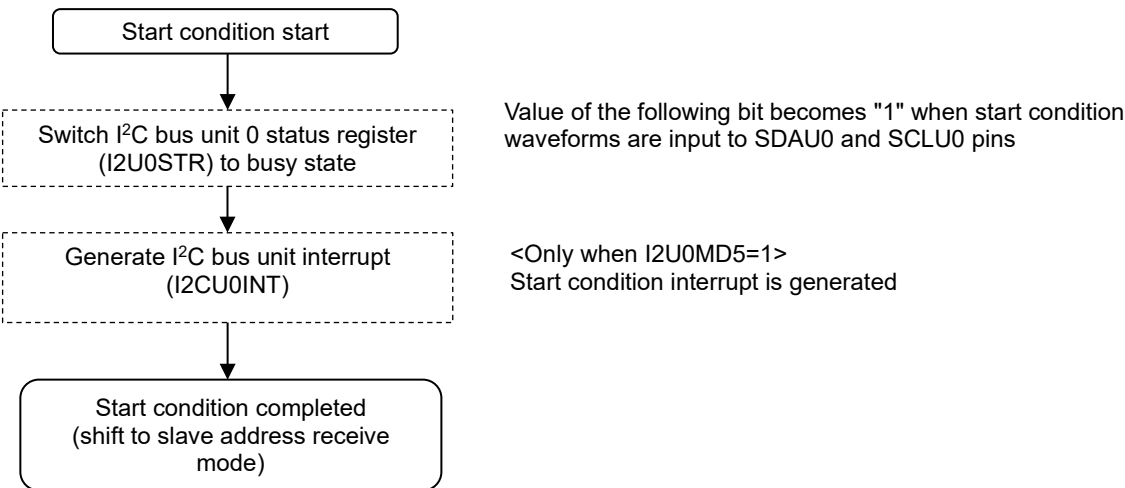 Start condition start
Switch I²C bus unit 0 status register
(I2U0STR) to busy state
Value of the following bit becomes "1" when start condition
waveforms are input to SDAU0 and SCLU0 pins
Generate I²C bus unit interrupt
(I2CU0INT)
<Only when I2U0MD5=1>
Start condition interrupt is generated
Start condition completed
(shift to slave address receive
mode)